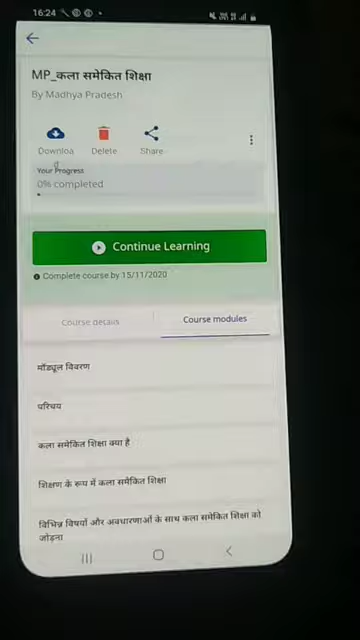 16:24
MP_कला समेकित शिक्षा
By Madhya Pradesh
Downloa
Delete
Share
Your Progress
0% completed
Continue Learning
Complete course by 15/11/2020
Course details
Course modules
मॉड्यूल विवरण
परिचय
कला समेकित शिक्षा क्या है
शिक्षण के रूप में कला समेकित शिक्षा
विभिन्न विषयों और अवधारणाओं के साथ कला समेकित शिक्षा को
जोड़ना